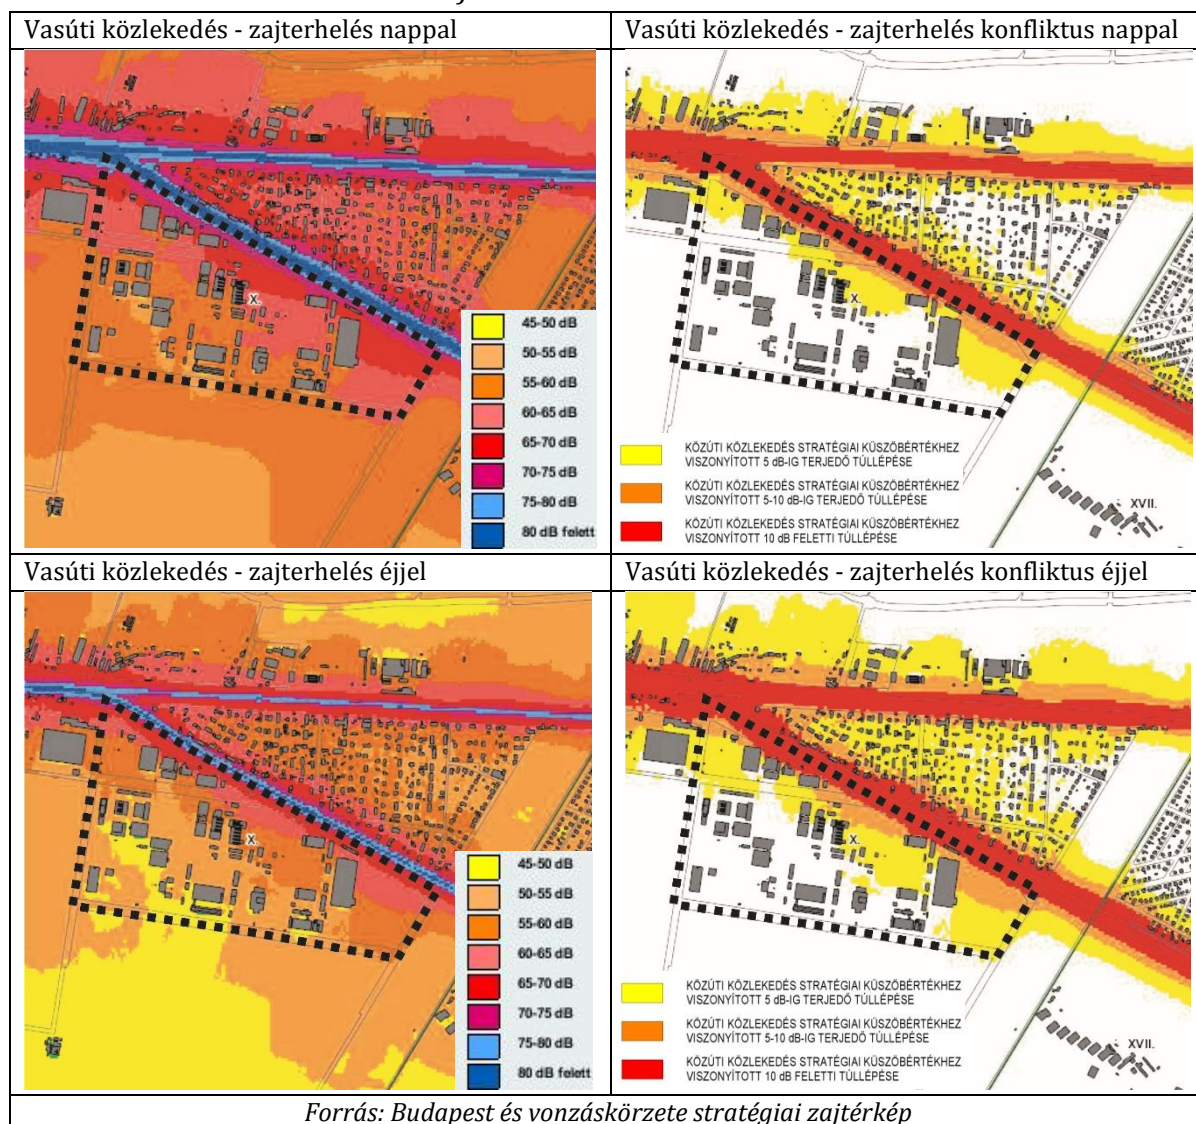 Vasúti közlekedés - zajterhelés nappal
Vasúti közlekedés - zajterhelés konfliktus nappal
X.
45-50 dB
50-55 dB
55-60 dB
60-65 dB
65-70 dB
70-75 dB
75-80 dB
80 dB felett
X.
XVII.
KÖZÚTI KÖZLEKEDÉS STRATÉGIAI KÜSZÖBÉRTÉKHEZ
VISZONYÍTOTT 5 dB-IG TERJEDŐ TÚLLÉPÉSE
KÖZÚTI KÖZLEKEDÉS STRATÉGIAI KÜSZÖBÉRTÉKHEZ
VISZONYÍTOTT 5-10 dB-IG TERJEDŐ TÚLLÉPÉSE
KÖZÚTI KÖZLEKEDÉS STRATÉGIAI KÜSZÖBÉRTÉKHEZ
VISZONYÍTOTT 10 dB FELETTI TÚLLÉPÉSE
Vasúti közlekedés - zajterhelés éjjel
Vasúti közlekedés - zajterhelés konfliktus éjjel
X.
45-50 dB
50-55 dB
55-60 dB
60-65 dB
65-70 dB
70-75 dB
75-80 dB
80 dB felett
X.
XVII.
KÖZÚTI KÖZLEKEDÉS STRATÉGIAI KÜSZÖBÉRTÉKHEZ
VISZONYÍTOTT 5 dB-IG TERJEDŐ TÚLLÉPÉSE
KÖZÚTI KÖZLEKEDÉS STRATÉGIAI KÜSZÖBÉRTÉKHEZ
VISZONYÍTOTT 5-10 dB-IG TERJEDŐ TÚLLÉPÉSE
KÖZÚTI KÖZLEKEDÉS STRATÉGIAI KÜSZÖBÉRTÉKHEZ
VISZONYÍTOTT 10 dB FELETTI TÚLLÉPÉSE
Forrás: Budapest és vonzáskörzete stratégiai zajtérkép